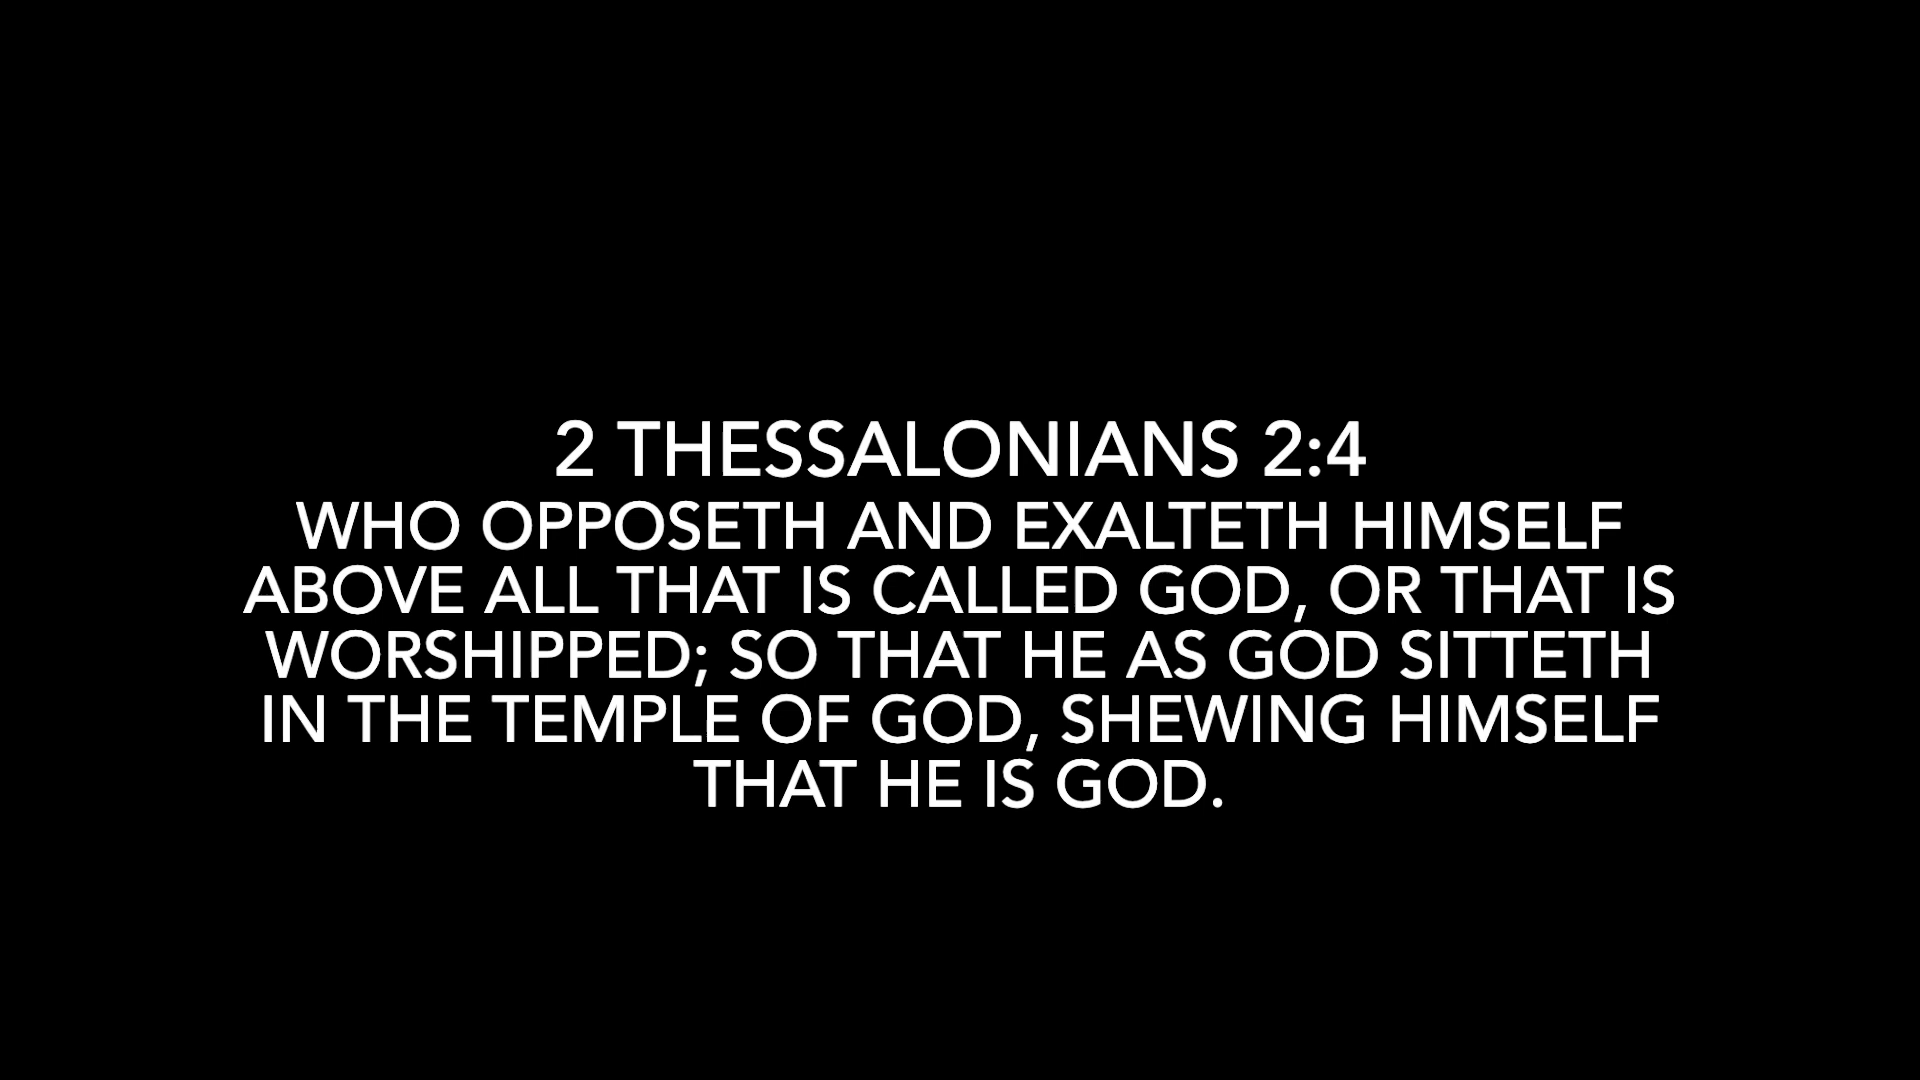 2 THESSALONIANS 2:4
WHO OPPOSETH AND EXALTETH HIMSELF
ABOVE ALL THAT IS CALLED GOD, OR THAT IS
WORSHIPPED; SO THAT HE AS GOD SITTETH
IN THE TEMPLE OF GOD, SHEWING HIMSELF
THAT HE IS GOD.